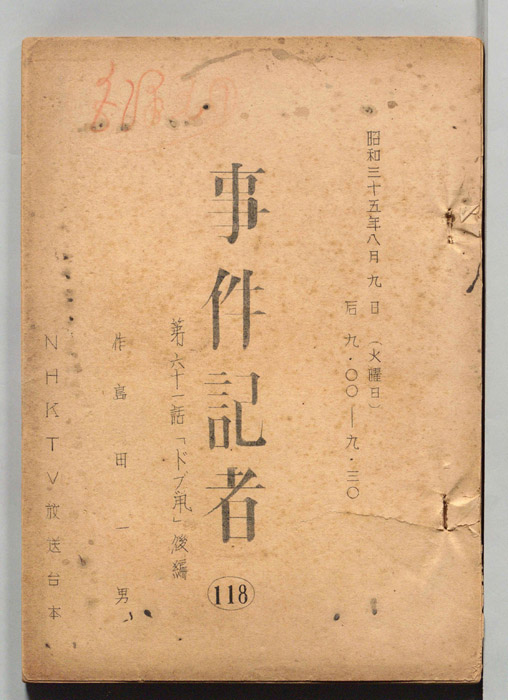 昭和三十五年八月九日(火曜日)
后九・〇〇―九・三〇
事件記者
118
第六十一話「ドブ鼡」後編
作島田一男
NHKTV放送台本